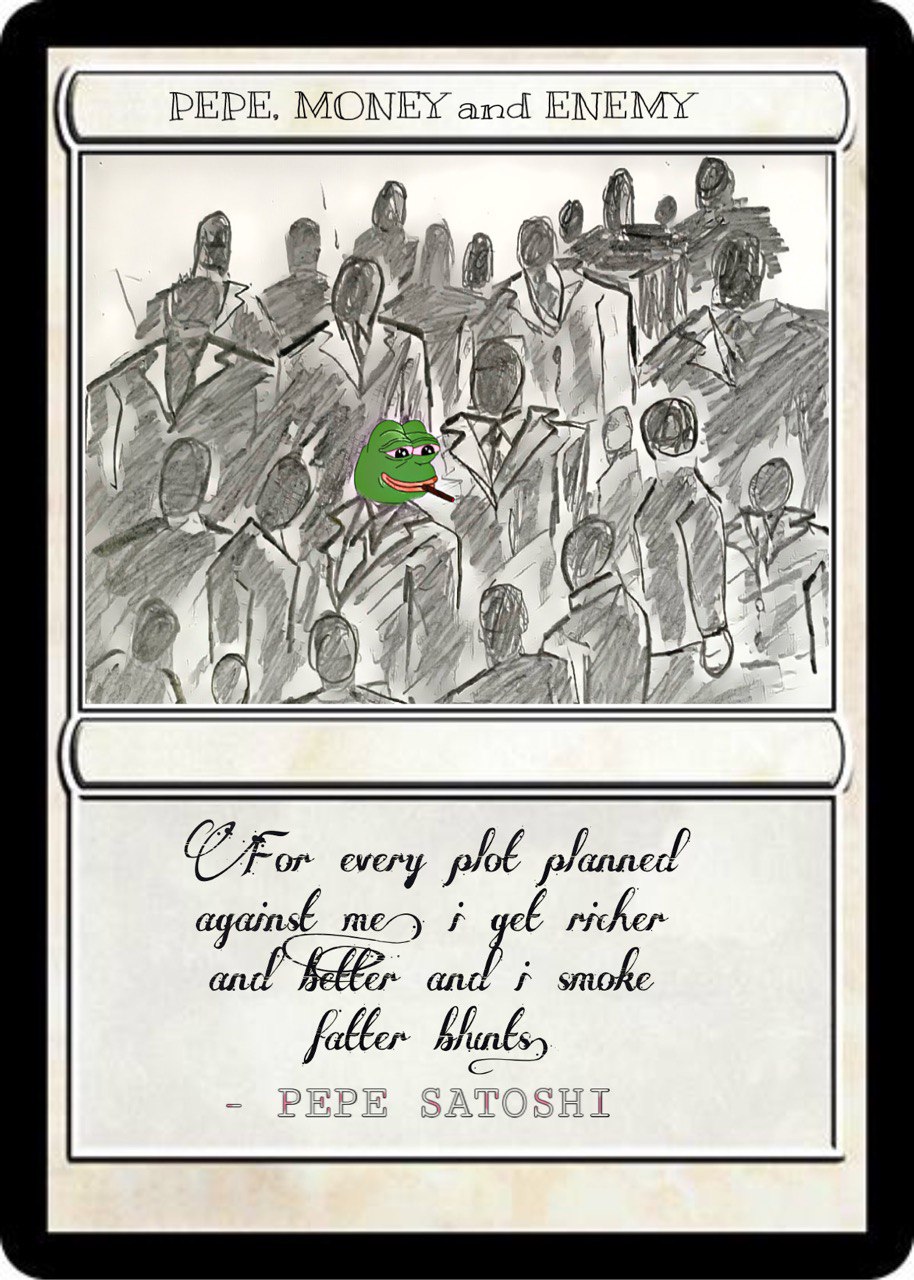 PEPE, MONEY and ENEMY
For every plot planned
against me, i get richer
and better and i smoke
fatter blunts
- PEPE SATOSHI